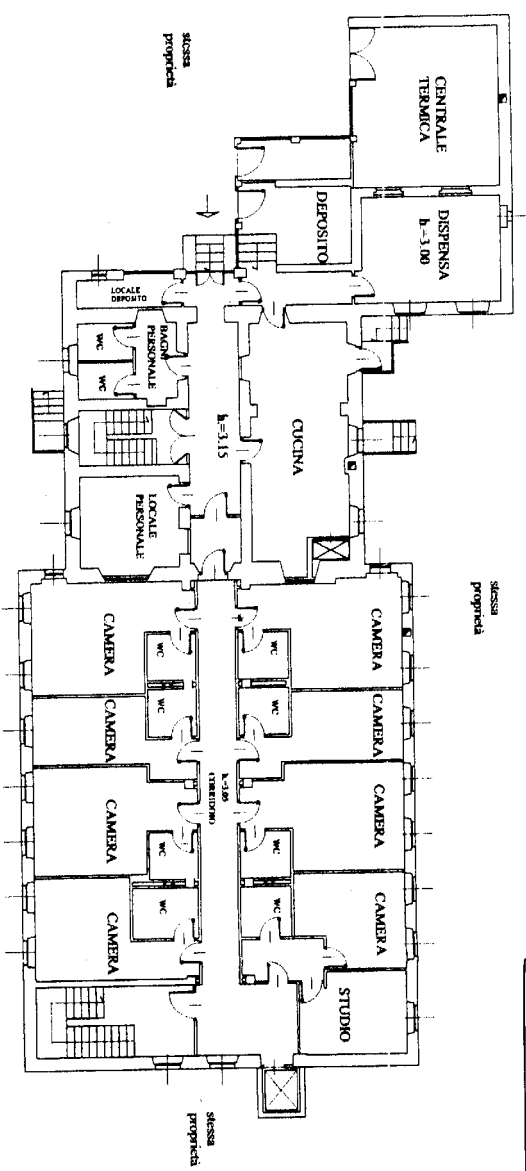 stessa
proprietà
CENTRALE
TERMICA
DISPENSA
h.=3.00
DEPOSITO
LOCALE
DEPOSITO
BAGNI
PERSONALE
WC
WC
h.=3.15
CUCINA
LOCALE
PERSONALE
stessa
proprietà
CAMERA
WC
WC
CAMERA
CAMERA
WC
WC
CAMERA
h.=3.05
CORRIDOIO
CAMERA
WC
WC
CAMERA
CAMERA
WC
WC
CAMERA
STUDIO
stessa
proprietà